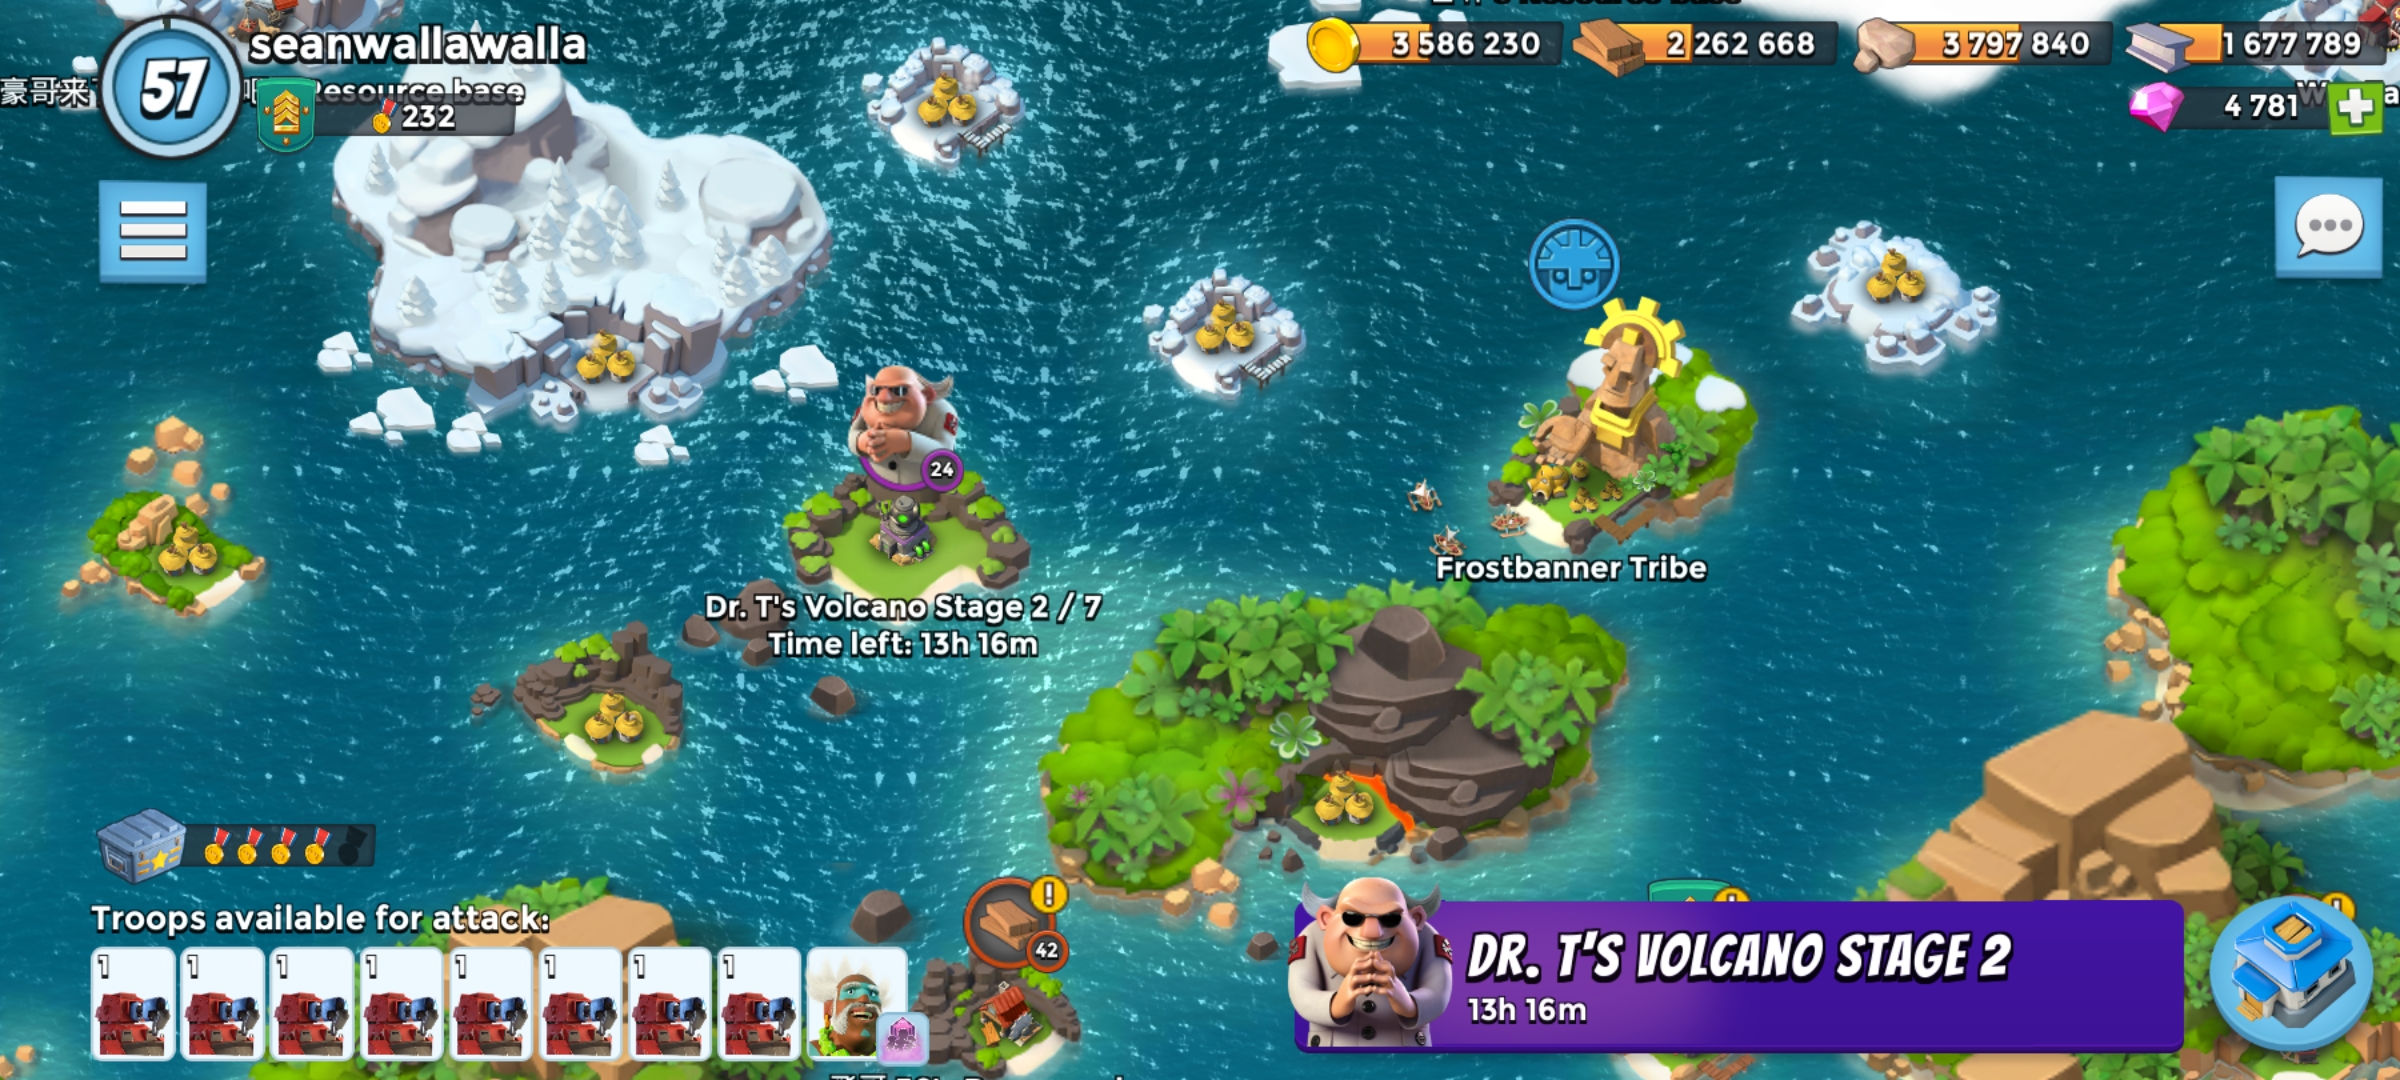 57
seanwallawalla
豪哥来
Resource base
232
3 586 230
2 262 668
3 797 840
1 677 789
4 781
24
Dr. T's Volcano Stage 2 / 7
Time left: 13h 16m
Frostbanner Tribe
42
Troops available for attack:
1 1 1 1 1 1 1 1
DR. T'S VOLCANO STAGE 2
13h 16m